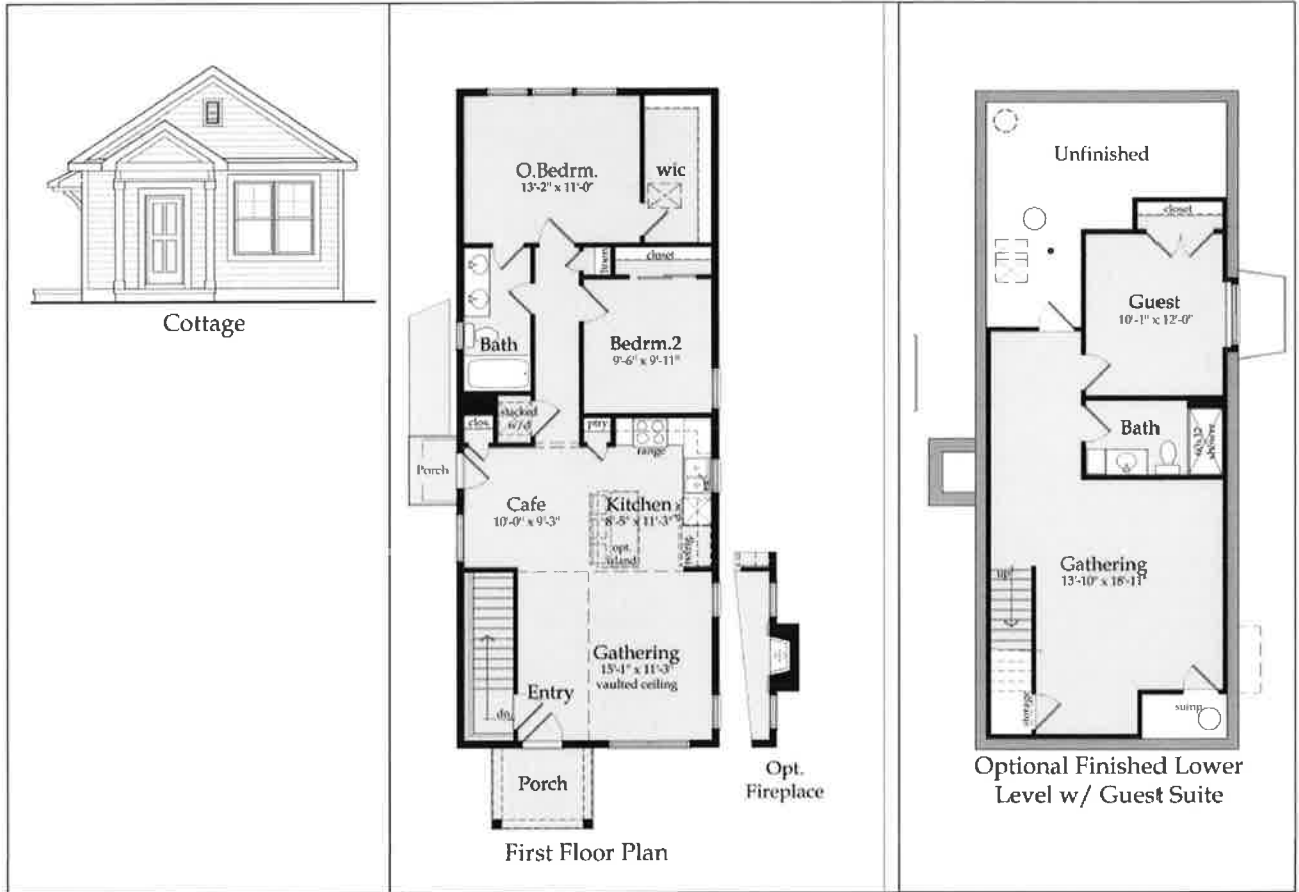 Cottage
O.Bedrm.
13'-2" x 11'-0"
wic
linen
closet
Bath
Bedrm.2
9'-6" x 9'-11"
clos.
stacked
w/d
ptry
range
Porch
Cafe
10'-0" x 9'-3"
Kitchen
8'-5" x 11'-3"
opt.
island
Gathering
15'-1" x 11'-3"
vaulted ceiling
Entry
dn
Porch
First Floor Plan
Opt.
Fireplace
Unfinished
closet
Guest
10'-1" x 12'-0"
Bath
Gathering
13'-10" x 18'-11"
up
storage
sump
Optional Finished Lower
Level w/ Guest Suite